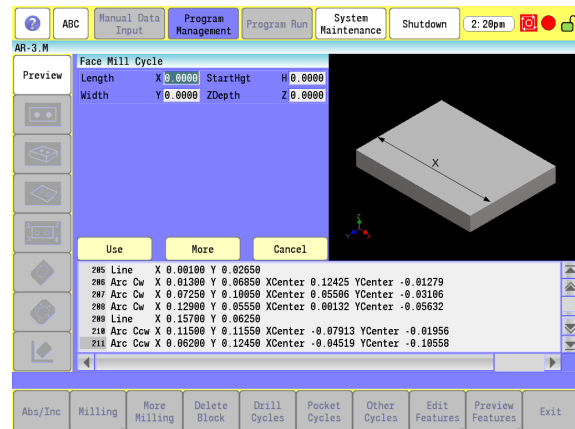 ?
ABC
Manual Data Input
Program Management
Program Run
System Maintenance
Shutdown
2:20pm
AR-3.M
Preview
Face Mill Cycle
Length X 0.0000 StartHgt H 0.0000
Width Y 0.0000 ZDepth Z 0.0000
X
Z
Y X
Use More Cancel
205 Line X 0.00100 Y 0.02650
206 Arc Cw X 0.01300 Y 0.06850 XCenter 0.12425 YCenter -0.01279
207 Arc Cw X 0.07250 Y 0.10050 XCenter 0.05506 YCenter -0.03106
208 Arc Cw X 0.12900 Y 0.05550 XCenter 0.00132 YCenter -0.05632
209 Line X 0.15700 Y 0.06250
210 Arc Ccw X 0.11500 Y 0.11550 XCenter -0.07913 YCenter -0.01956
211 Arc Ccw X 0.06200 Y 0.12450 XCenter -0.04519 YCenter -0.10558
Abs/Inc
Milling
More Milling
Delete Block
Drill Cycles
Pocket Cycles
Other Cycles
Edit Features
Preview Features
Exit